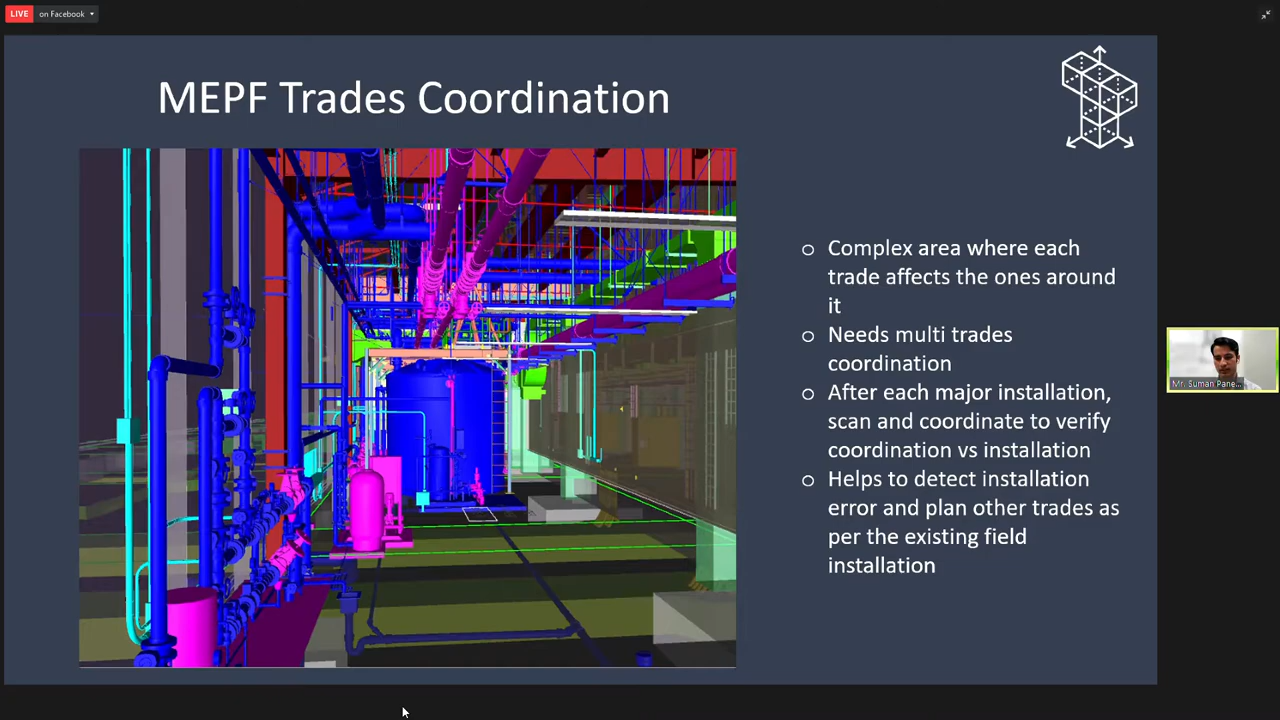 LIVE on Facebook
MEPF Trades Coordination
o Complex area where each
trade affects the ones around
it
o Needs multi trades
coordination
o After each major installation,
scan and coordinate to verify
coordination vs installation
o Helps to detect installation
error and plan other trades as
per the existing field
installation
Mr. Suman Pane...